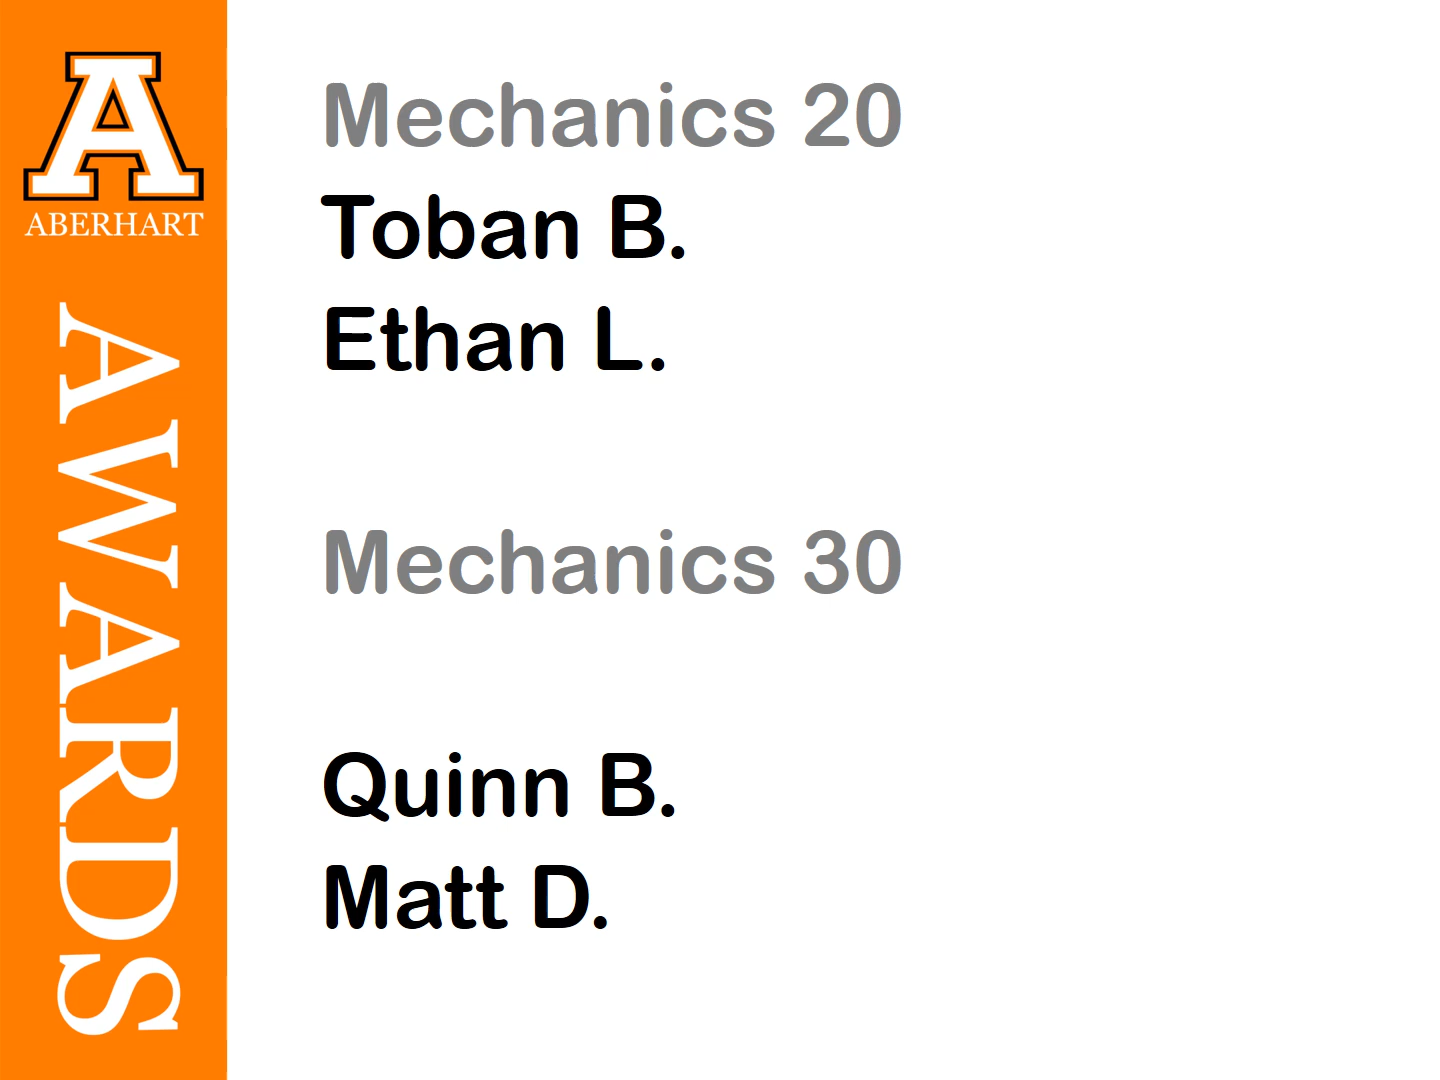 A
ABERHART
AWARDS
Mechanics 20
Toban B.
Ethan L.
Mechanics 30
Quinn B.
Matt D.